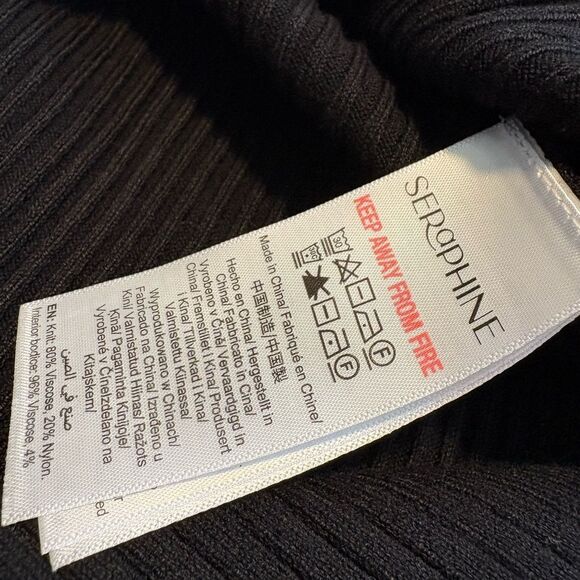 SERaPHINE
KEEP AWAY FROM FIRE
30
F
F
Made in China/ Fabriqué en Chine/
中国制造/ 中国製
Hecho en China/ Hergestellt in
China/ Fabbricato in Cina/
Vyrobeno v Číně/ Vervaardigd in
China/ Fremstillet i Kina/ Produsert
i Kina/ Tillverkad i Kina/
Valmistettu Kiinassa/
Wyprodukowano w Chinach/
Fabricado na China/ Izrađeno u
Kini/ Valmistatud Hiinas/ Ražots
Kīnā/ Pagaminta Kinijoje/
Vyrobené v Číne/Izdelano na
Kitajskem/
صنع في الصين
EN: Knit: 80% Viscose, 20% Nylon.
Interior bodice: 96% Viscose, 4%